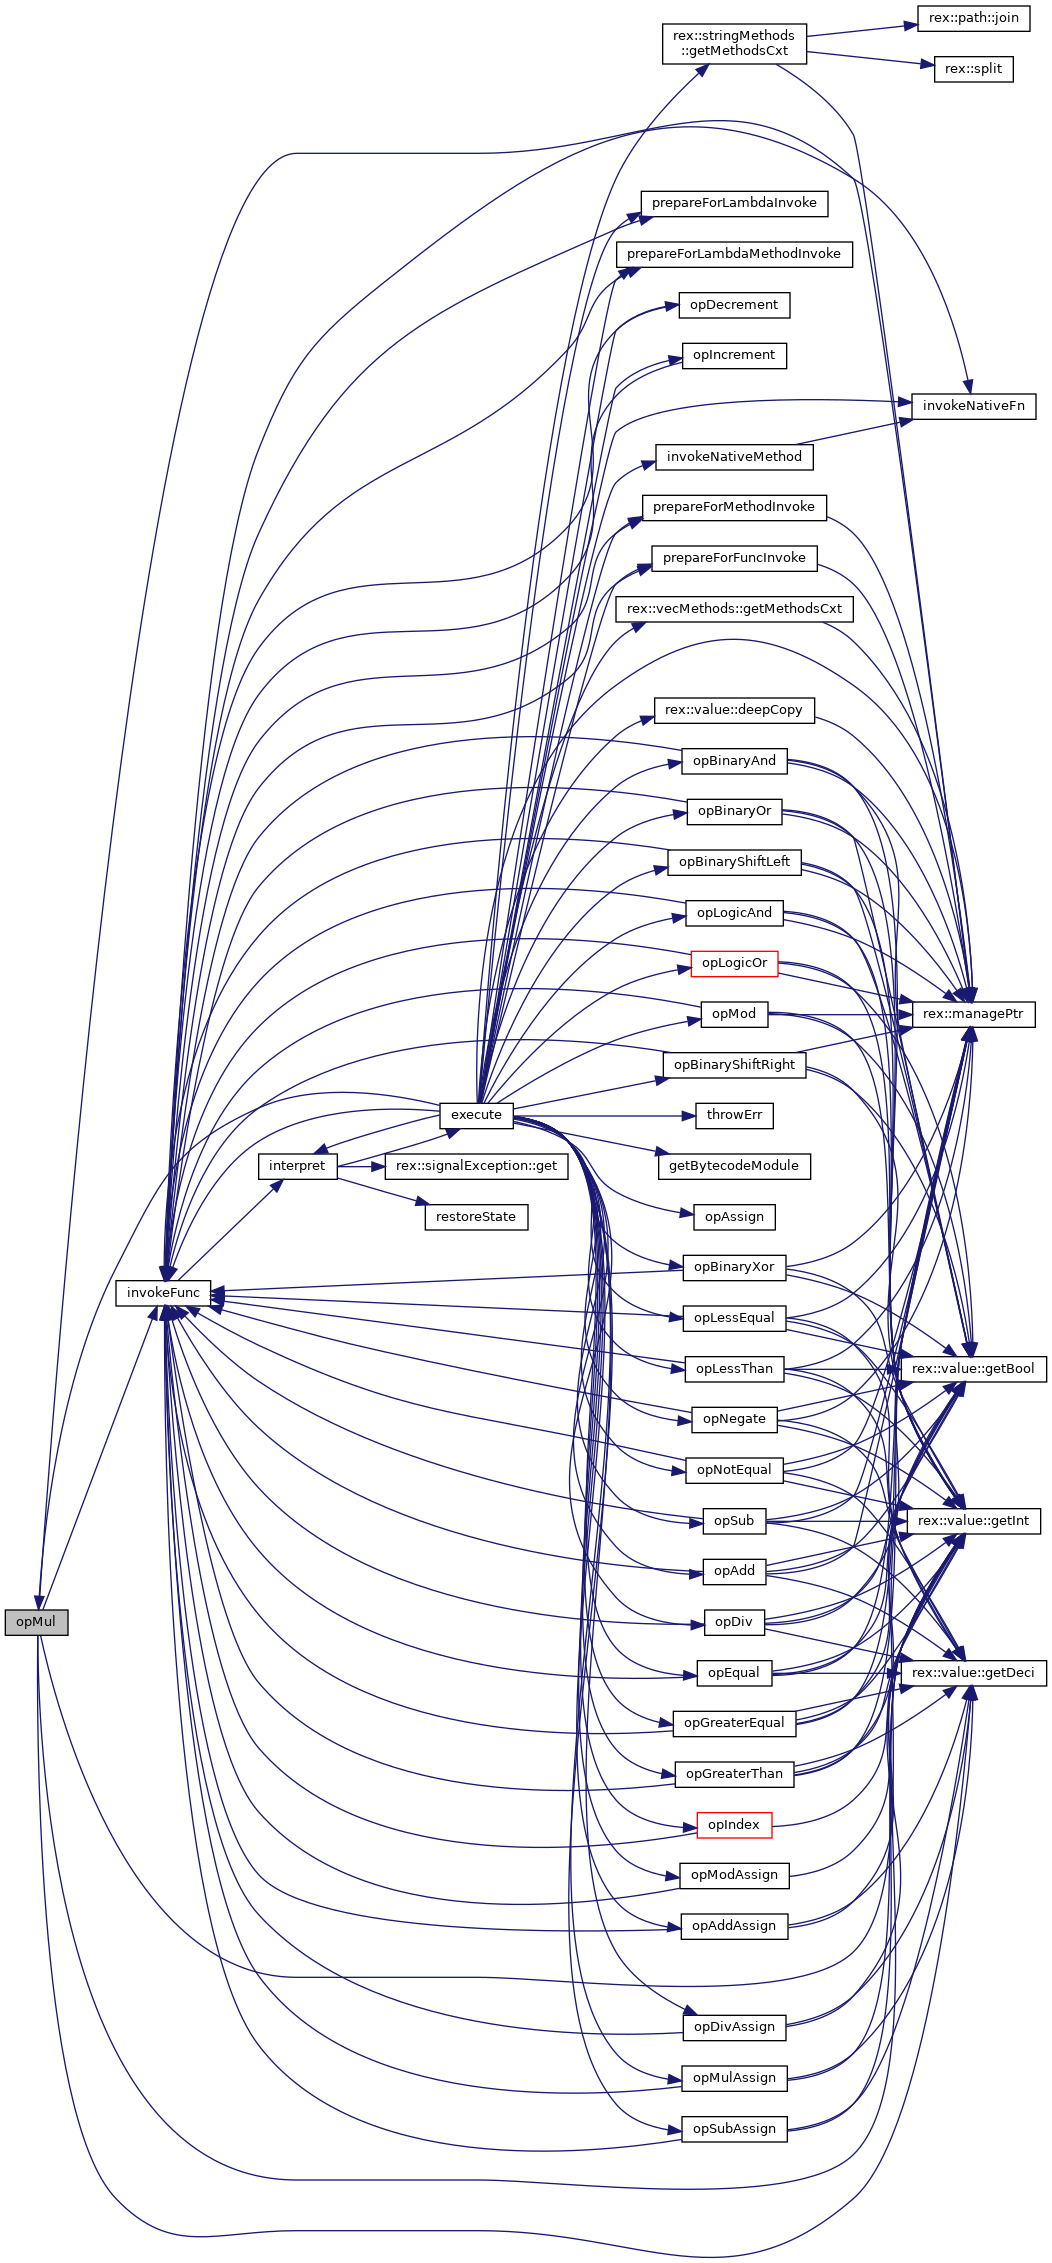 rex::path::join
rex::stringMethods
::getMethodsCxt
rex::split
prepareForLambdaInvoke
prepareForLambdaMethodInvoke
opDecrement
opIncrement
invokeNativeFn
invokeNativeMethod
prepareForMethodInvoke
prepareForFuncInvoke
rex::vecMethods::getMethodsCxt
rex::value::deepCopy
opBinaryAnd
opBinaryOr
opBinaryShiftLeft
opLogicAnd
opLogicOr
opMod
rex::managePtr
opBinaryShiftRight
execute
throwErr
interpret
rex::signalException::get
getBytecodeModule
restoreState
opAssign
opBinaryXor
invokeFunc
opLessEqual
opLessThan
rex::value::getBool
opNegate
opNotEqual
opSub
rex::value::getInt
opAdd
opMul
opDiv
opEqual
rex::value::getDeci
opGreaterEqual
opGreaterThan
opIndex
opModAssign
opAddAssign
opDivAssign
opMulAssign
opSubAssign